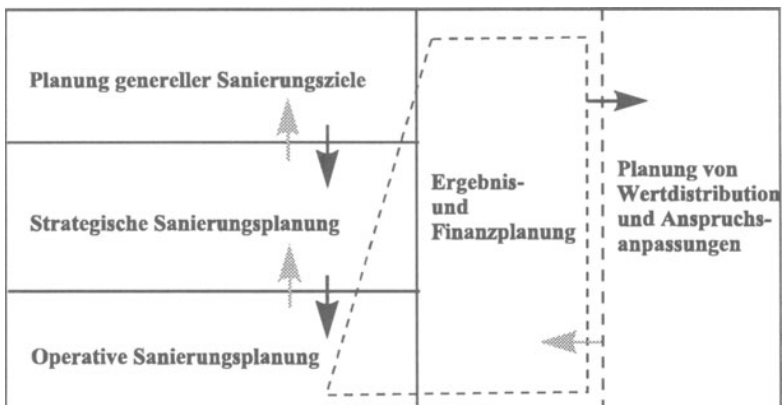 Planung genereller Sanierungsziele
Strategische Sanierungsplanung
Operative Sanierungsplanung
Ergebnis-
und
Finanzplanung
Planung von
Wertdistribution
und Anspruchs-
anpassungen